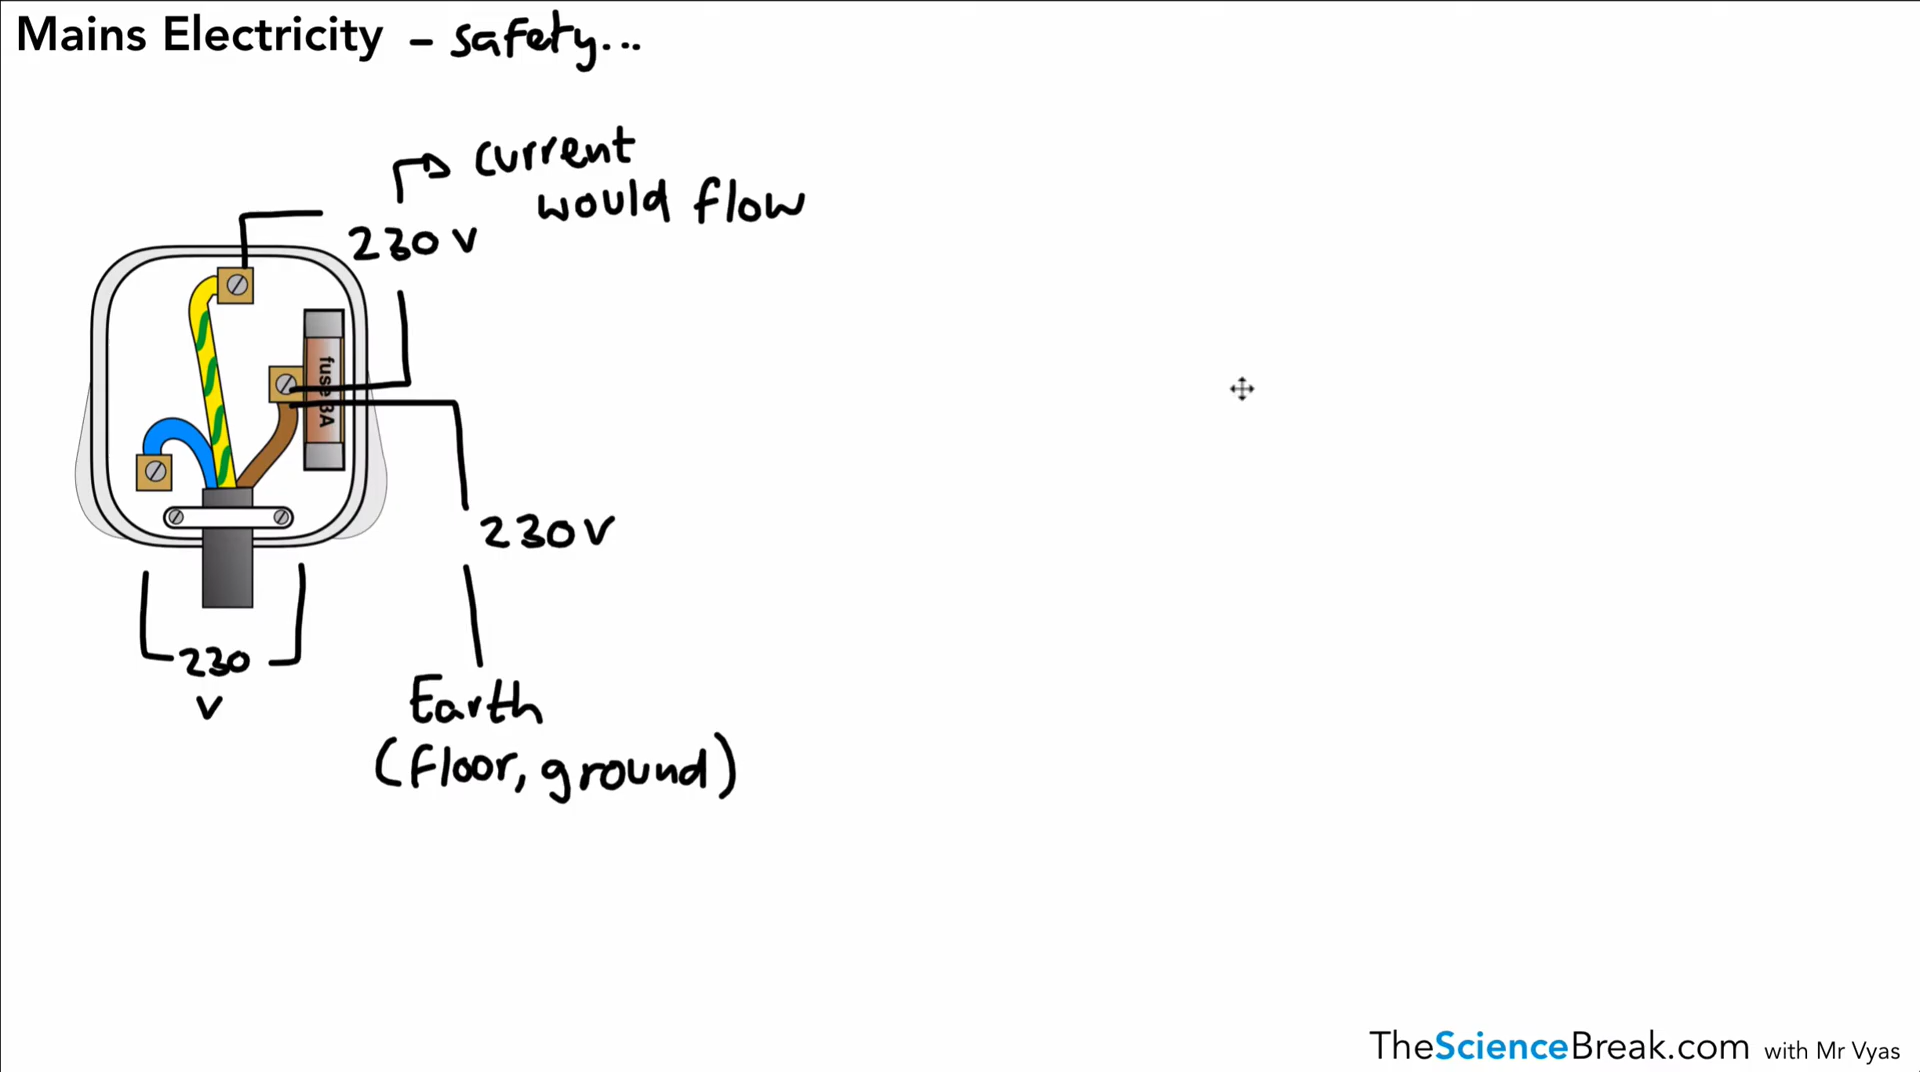 Mains Electricity - safety...
current
would flow
230 V
fuse 3A
230V
230
V
Earth
(floor, ground)
TheScienceBreak.com with Mr Vyas